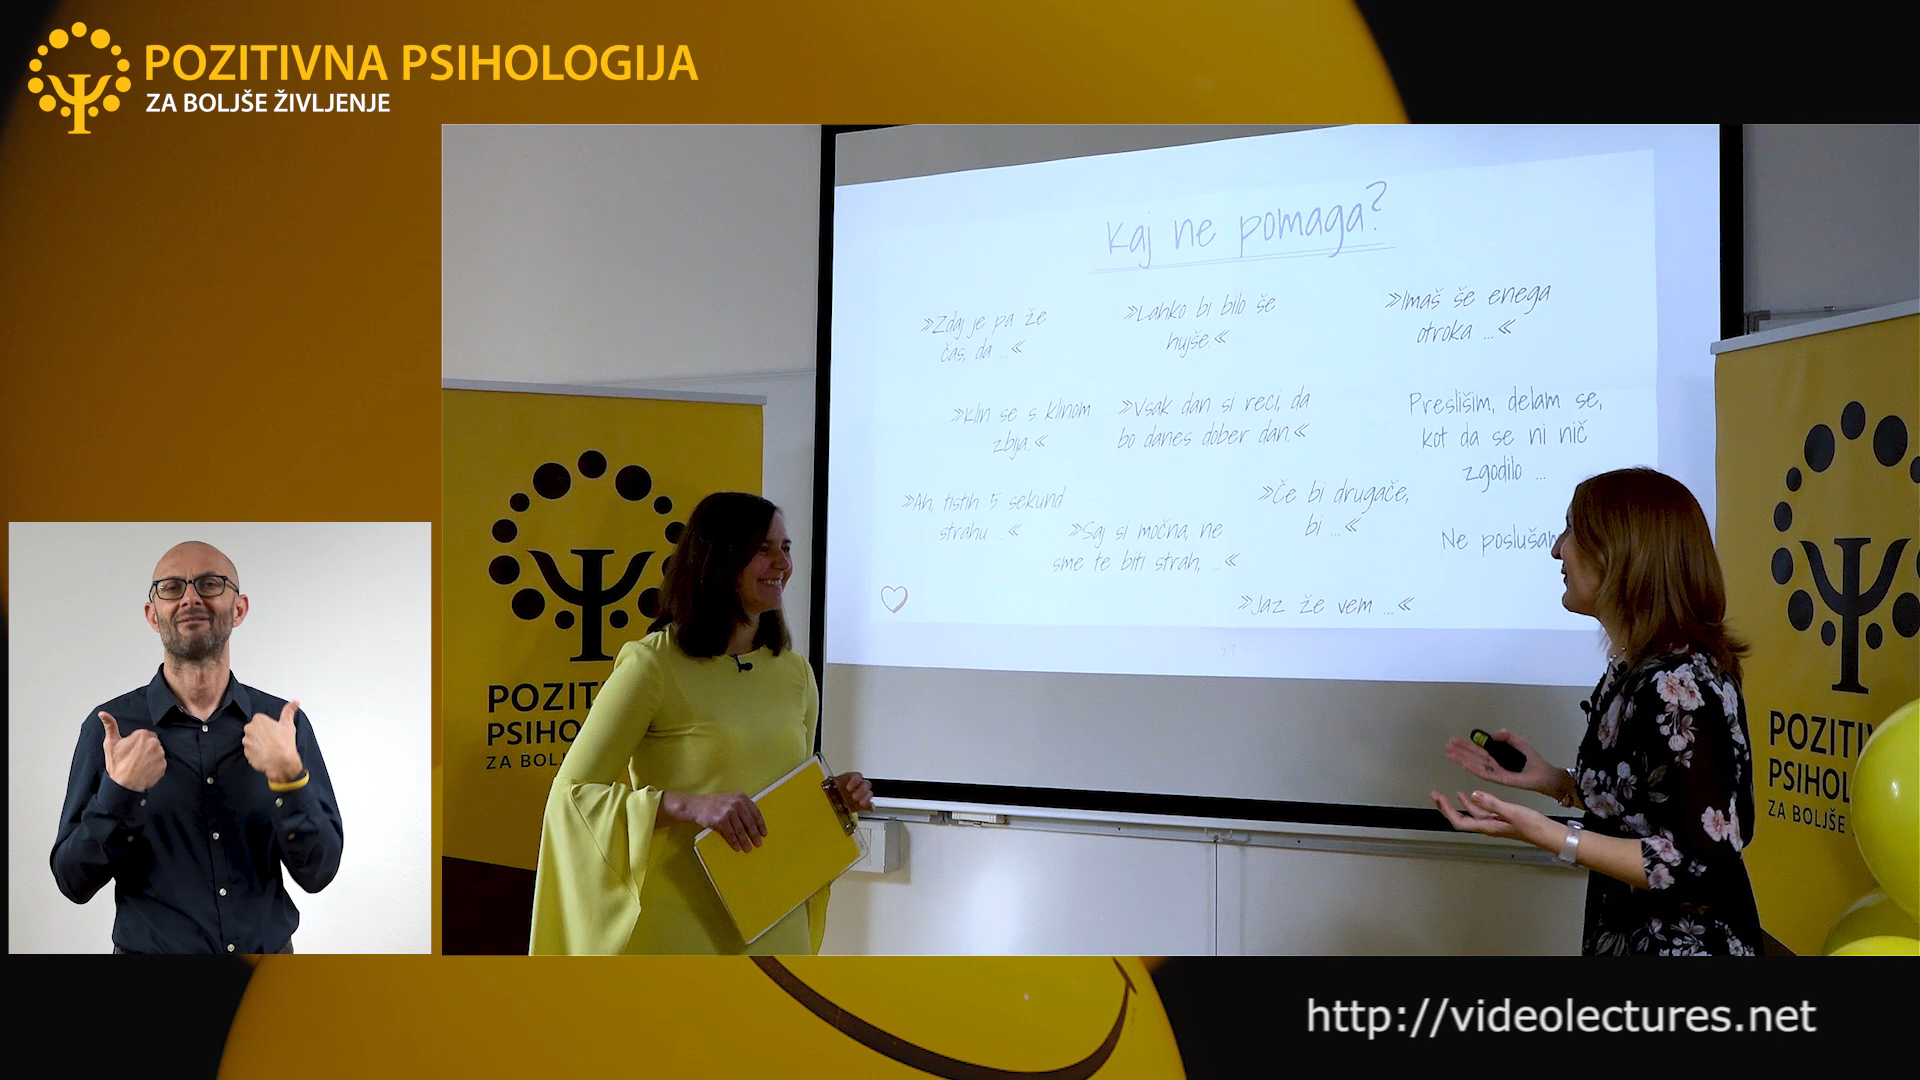 POZITIVNA PSIHOLOGIJA
ZA BOLJŠE ŽIVLJENJE
Kaj ne pomaga?
»Zdaj je pa že
čas, da ...«
»Lahko bi bilo še
hujše.«
»Imaš še enega
otroka ...«
»Klin se s klinom
zbija.«
»Vsak dan si reci, da
bo danes dober dan.«
Preslišim, delam se,
kot da se ni nič
zgodilo ...
»Ah, tistih 5 sekund
strahu ...«
»Saj si močna, ne
sme te biti strah, ...«
»Če bi drugače,
bi ...«
Ne poslušam
»Jaz že vem ...«
27
POZIT
PSIHO
ZA BOL
POZITIV
PSIHOL
ZA BOLJŠE
http://videolectures.net